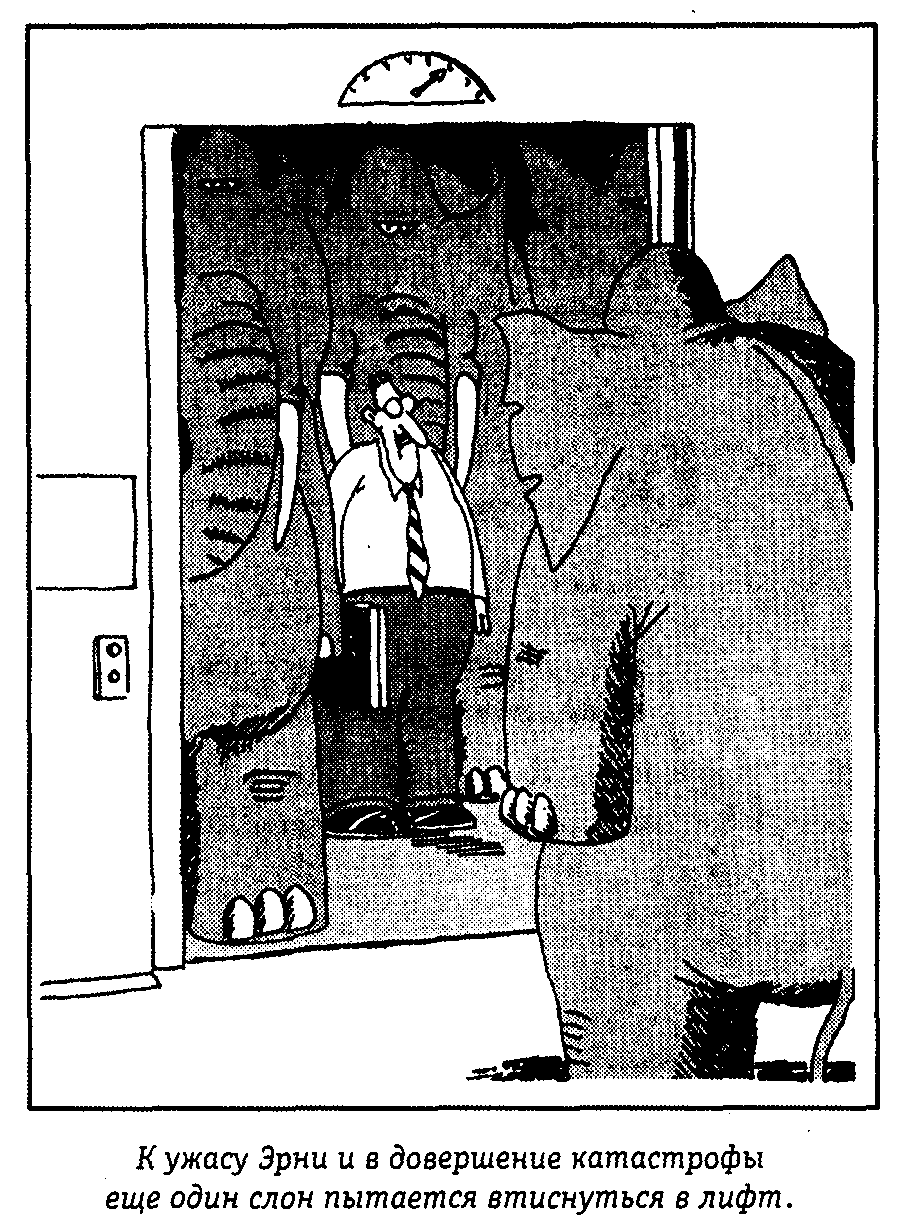 К ужасу Эрни и в довершение катастрофы
еще один слон пытается втиснуться в лифт.